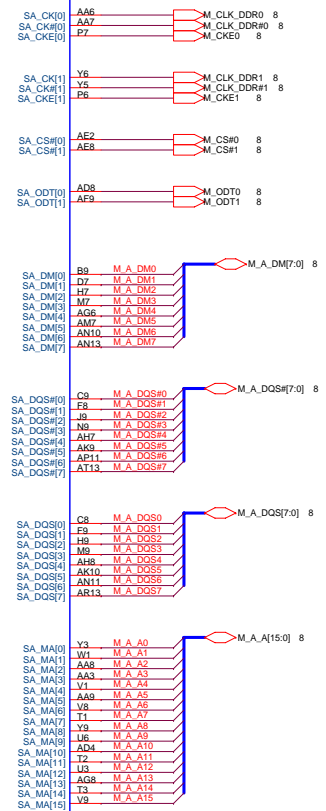 SA_CK[0] AA6 M_CLK_DDR0 8
SA_CK#[0] AA7 M_CLK_DDR#0 8
SA_CKE[0] P7 M_CKE0 8
SA_CK[1] Y6 M_CLK_DDR1 8
SA_CK#[1] Y5 M_CLK_DDR#1 8
SA_CKE[1] P6 M_CKE1 8
SA_CS#[0] AE2 M_CS#0 8
SA_CS#[1] AE8 M_CS#1 8
SA_ODT[0] AD8 M_ODT0 8
SA_ODT[1] AF9 M_ODT1 8
M_A_DM[7:0] 8
SA_DM[0] B9 M_A_DM0
SA_DM[1] D7 M_A_DM1
SA_DM[2] H7 M_A_DM2
SA_DM[3] M7 M_A_DM3
SA_DM[4] AG6 M_A_DM4
SA_DM[5] AM7 M_A_DM5
SA_DM[6] AN10 M_A_DM6
SA_DM[7] AN13 M_A_DM7
M_A_DQS#[7:0] 8
SA_DQS#[0] C9 M_A_DQS#0
SA_DQS#[1] F8 M_A_DQS#1
SA_DQS#[2] J9 M_A_DQS#2
SA_DQS#[3] N9 M_A_DQS#3
SA_DQS#[4] AH7 M_A_DQS#4
SA_DQS#[5] AK9 M_A_DQS#5
SA_DQS#[6] AP11 M_A_DQS#6
SA_DQS#[7] AT13 M_A_DQS#7
M_A_DQS[7:0] 8
SA_DQS[0] C8 M_A_DQS0
SA_DQS[1] F9 M_A_DQS1
SA_DQS[2] H9 M_A_DQS2
SA_DQS[3] M9 M_A_DQS3
SA_DQS[4] AH8 M_A_DQS4
SA_DQS[5] AK10 M_A_DQS5
SA_DQS[6] AN11 M_A_DQS6
SA_DQS[7] AR13 M_A_DQS7
M_A_A[15:0] 8
SA_MA[0] Y3 M_A_A0
SA_MA[1] W1 M_A_A1
SA_MA[2] AA8 M_A_A2
SA_MA[3] AA3 M_A_A3
SA_MA[4] V1 M_A_A4
SA_MA[5] AA9 M_A_A5
SA_MA[6] V8 M_A_A6
SA_MA[7] T1 M_A_A7
SA_MA[8] Y9 M_A_A8
SA_MA[9] U6 M_A_A9
SA_MA[10] AD4 M_A_A10
SA_MA[11] T2 M_A_A11
SA_MA[12] U3 M_A_A12
SA_MA[13] AG8 M_A_A13
SA_MA[14] T3 M_A_A14
SA_MA[15] V9 M_A_A15